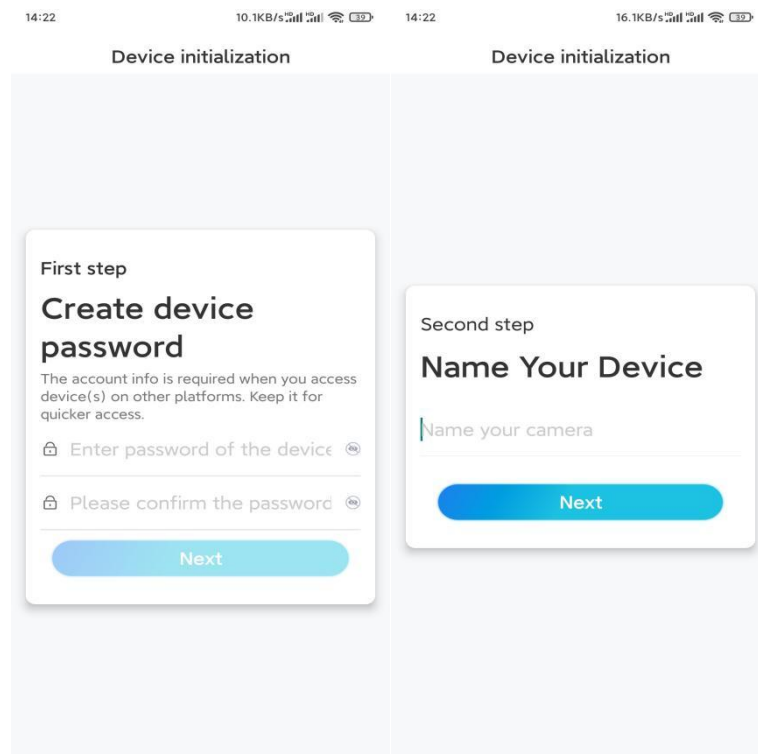 14:22
10.1KB/s
39
Device initialization
First step
Create device
password
The account info is required when you access
device(s) on other platforms. Keep it for
quicker access.
Enter password of the device
Please confirm the password
Next
14:22
16.1KB/s
39
Device initialization
Second step
Name Your Device
Name your camera
Next